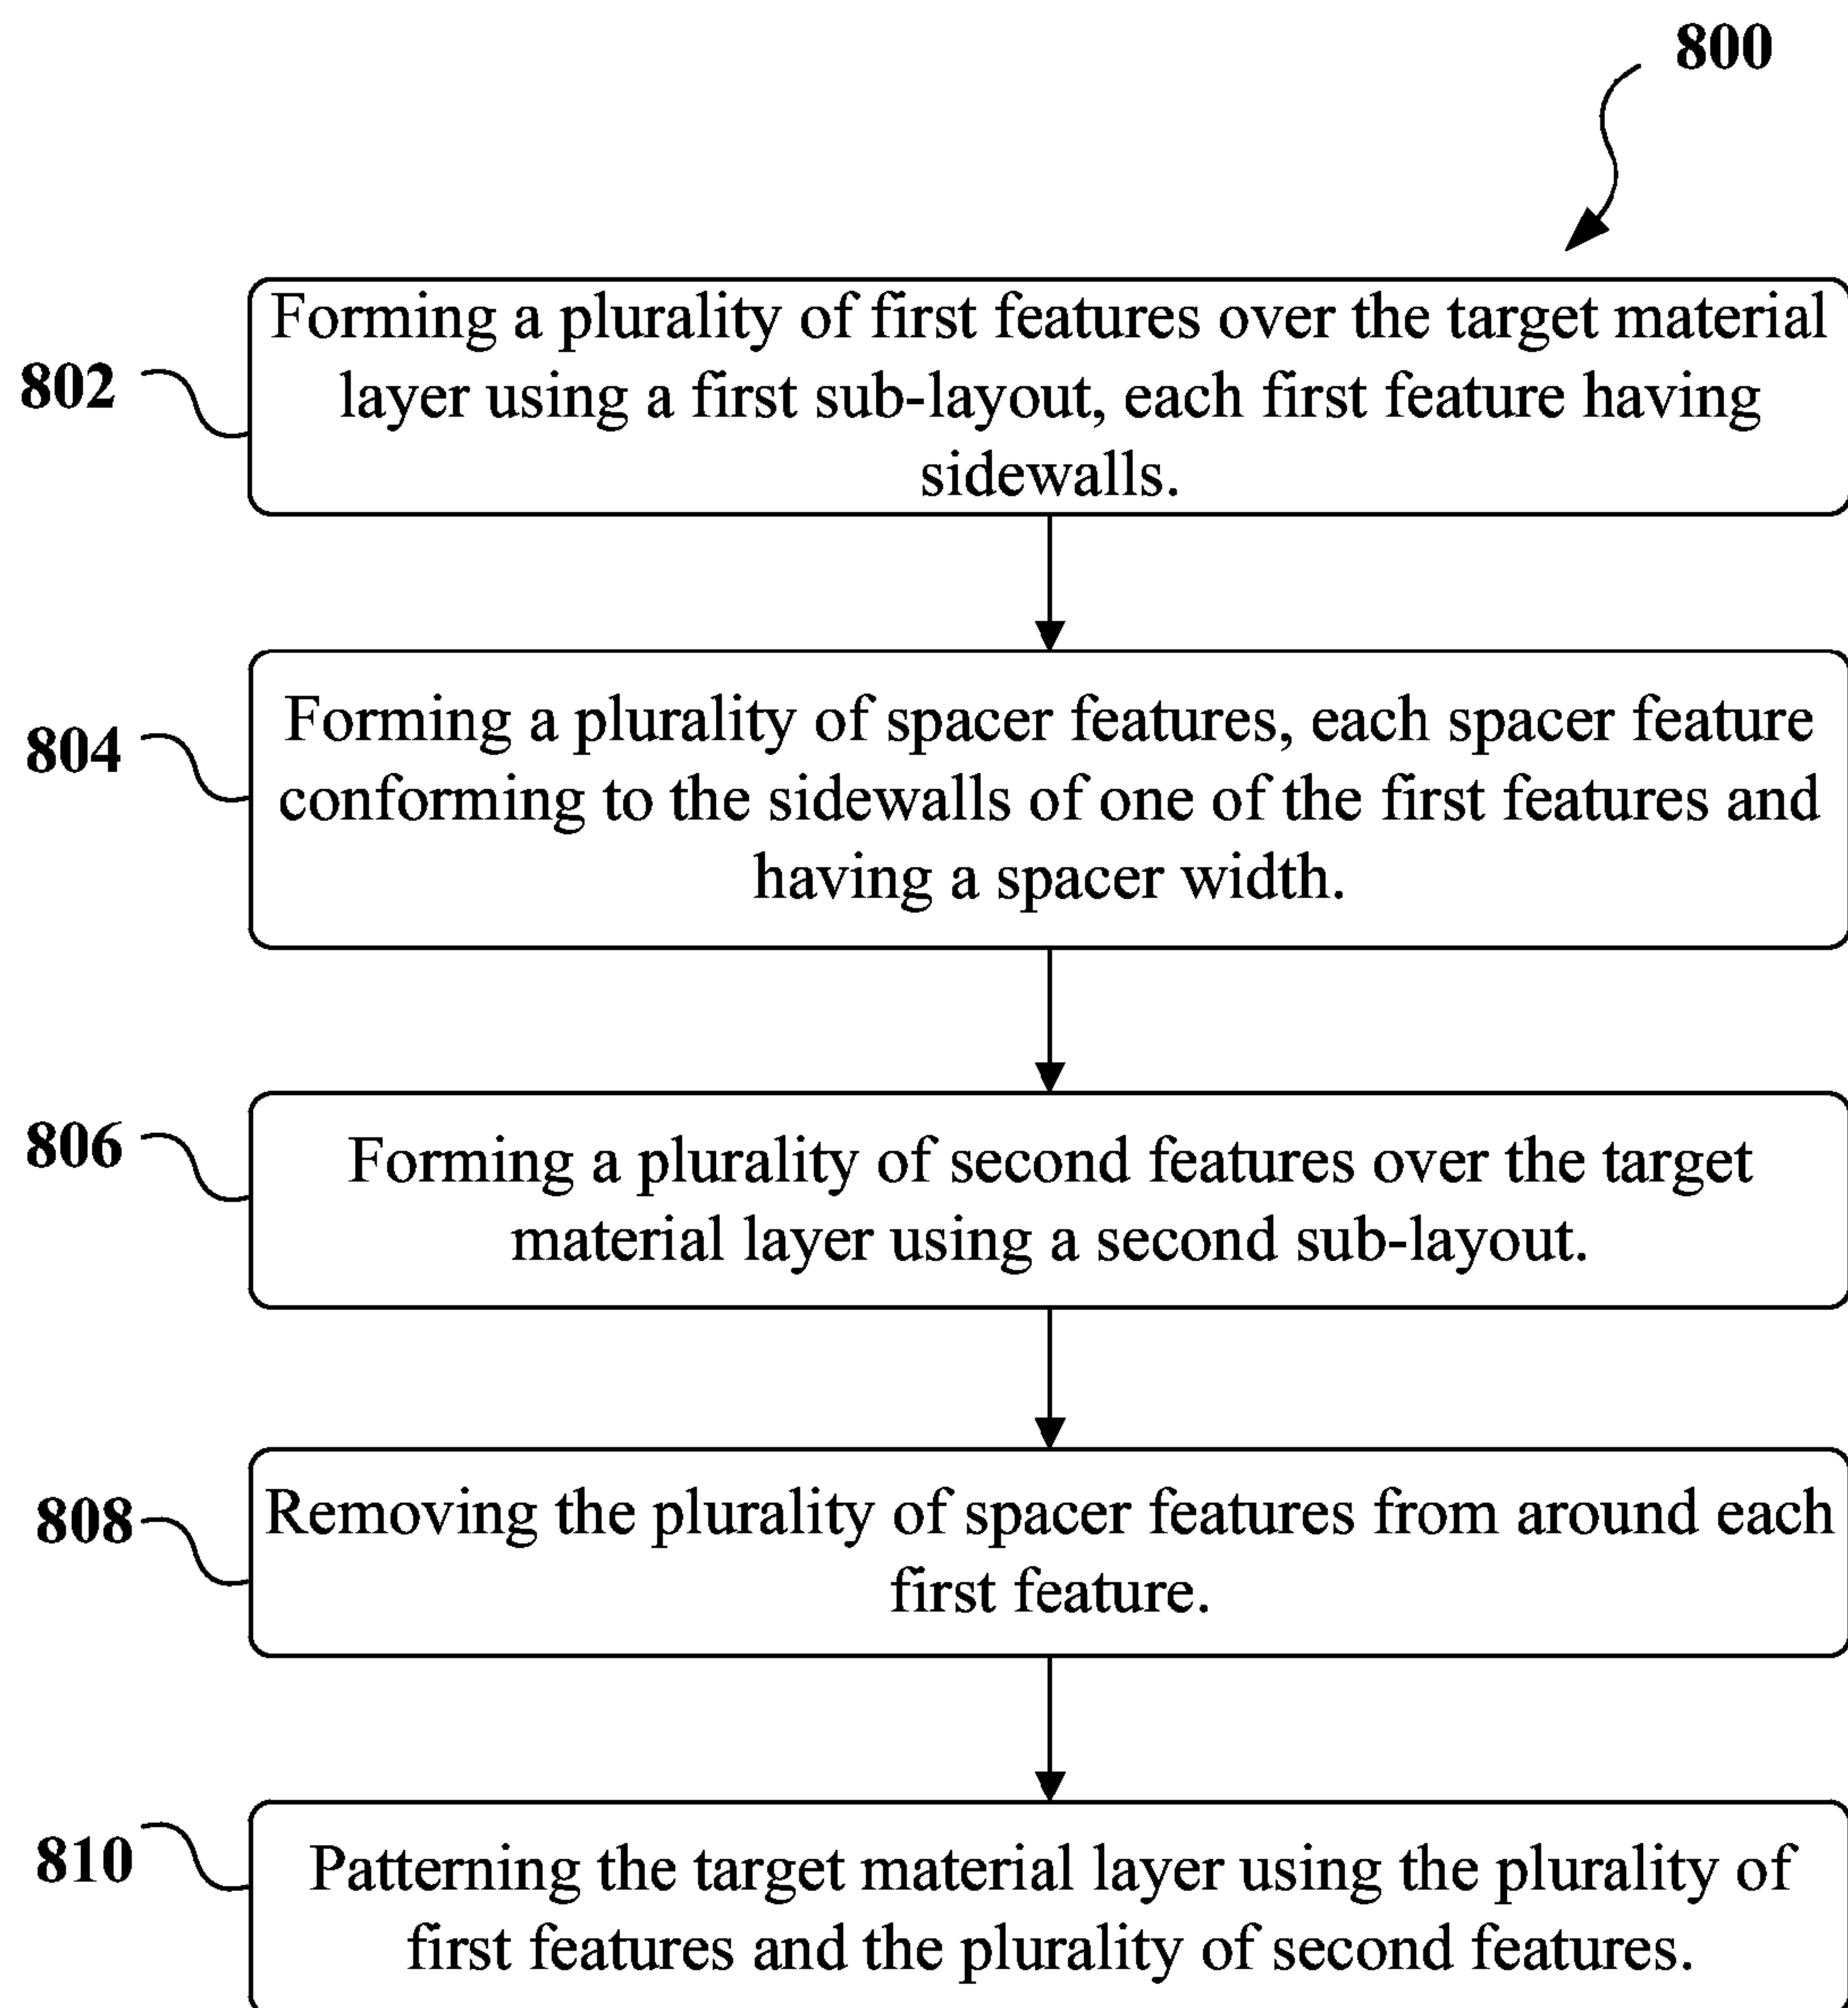 800
802
Forming a plurality of first features over the target material
layer using a first sub-layout, each first feature having
sidewalls.
804
Forming a plurality of spacer features, each spacer feature
conforming to the sidewalls of one of the first features and
having a spacer width.
806
Forming a plurality of second features over the target
material layer using a second sub-layout.
808
Removing the plurality of spacer features from around each
first feature.
810
Patterning the target material layer using the plurality of
first features and the plurality of second features.